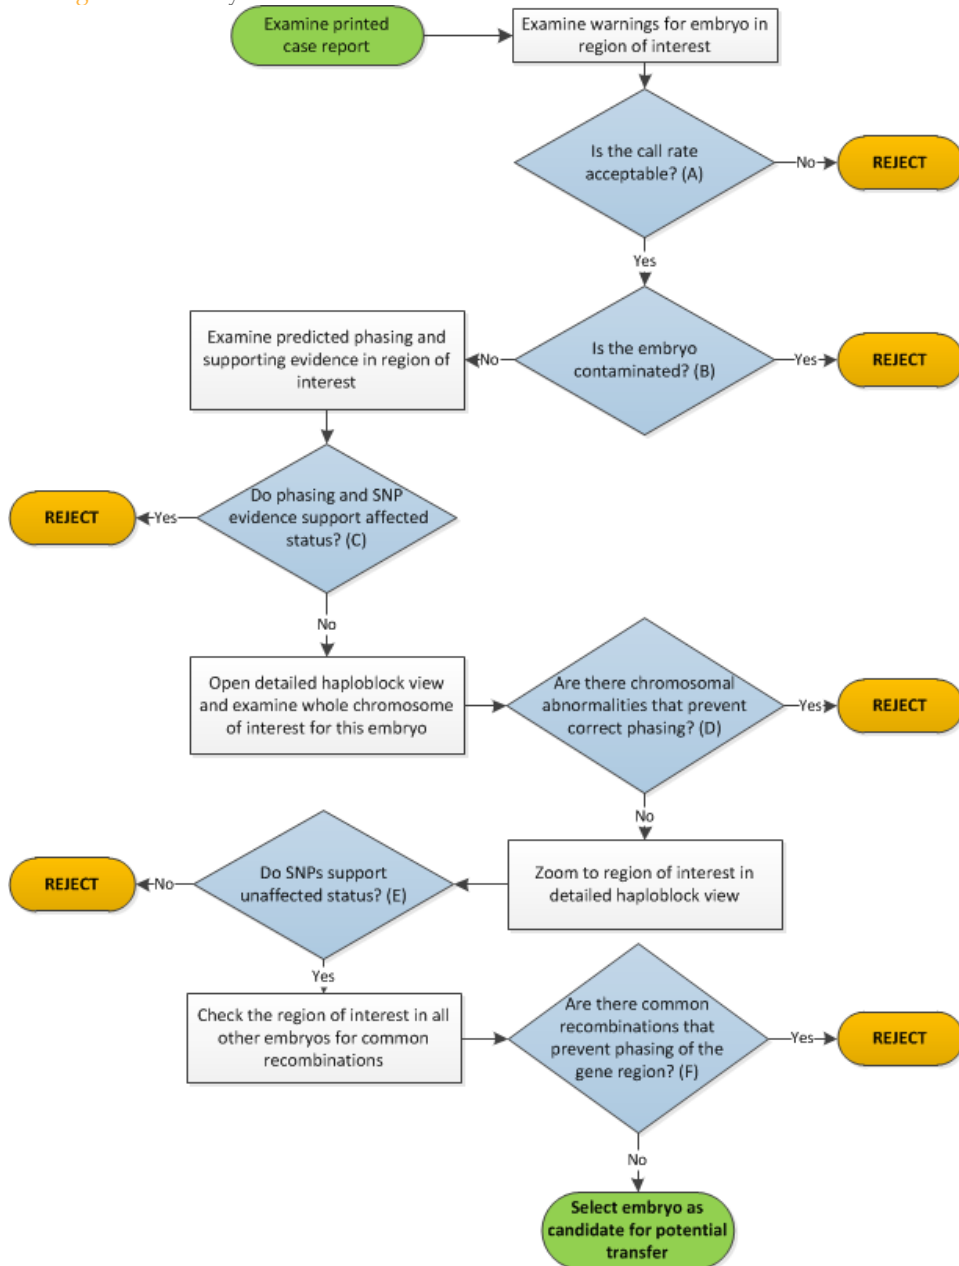 Examine printed
case report
Examine warnings for embryo in
region of interest
Is the call rate
acceptable? (A)
No
REJECT
Yes
Examine predicted phasing and
supporting evidence in region of
interest
No
Is the embryo
contaminated? (B)
Yes
REJECT
REJECT
Yes
Do phasing and SNP
evidence support affected
status? (C)
No
Open detailed haploblock view
and examine whole chromosome
of interest for this embryo
Are there chromosomal
abnormalities that prevent
correct phasing? (D)
Yes
REJECT
No
REJECT
No
Do SNPs support
unaffected status? (E)
Zoom to region of interest in
detailed haploblock view
Yes
Check the region of interest in all
other embryos for common
recombinations
Are there common
recombinations that
prevent phasing of the
gene region? (F)
Yes
REJECT
No
Select embryo as
candidate for potential
transfer